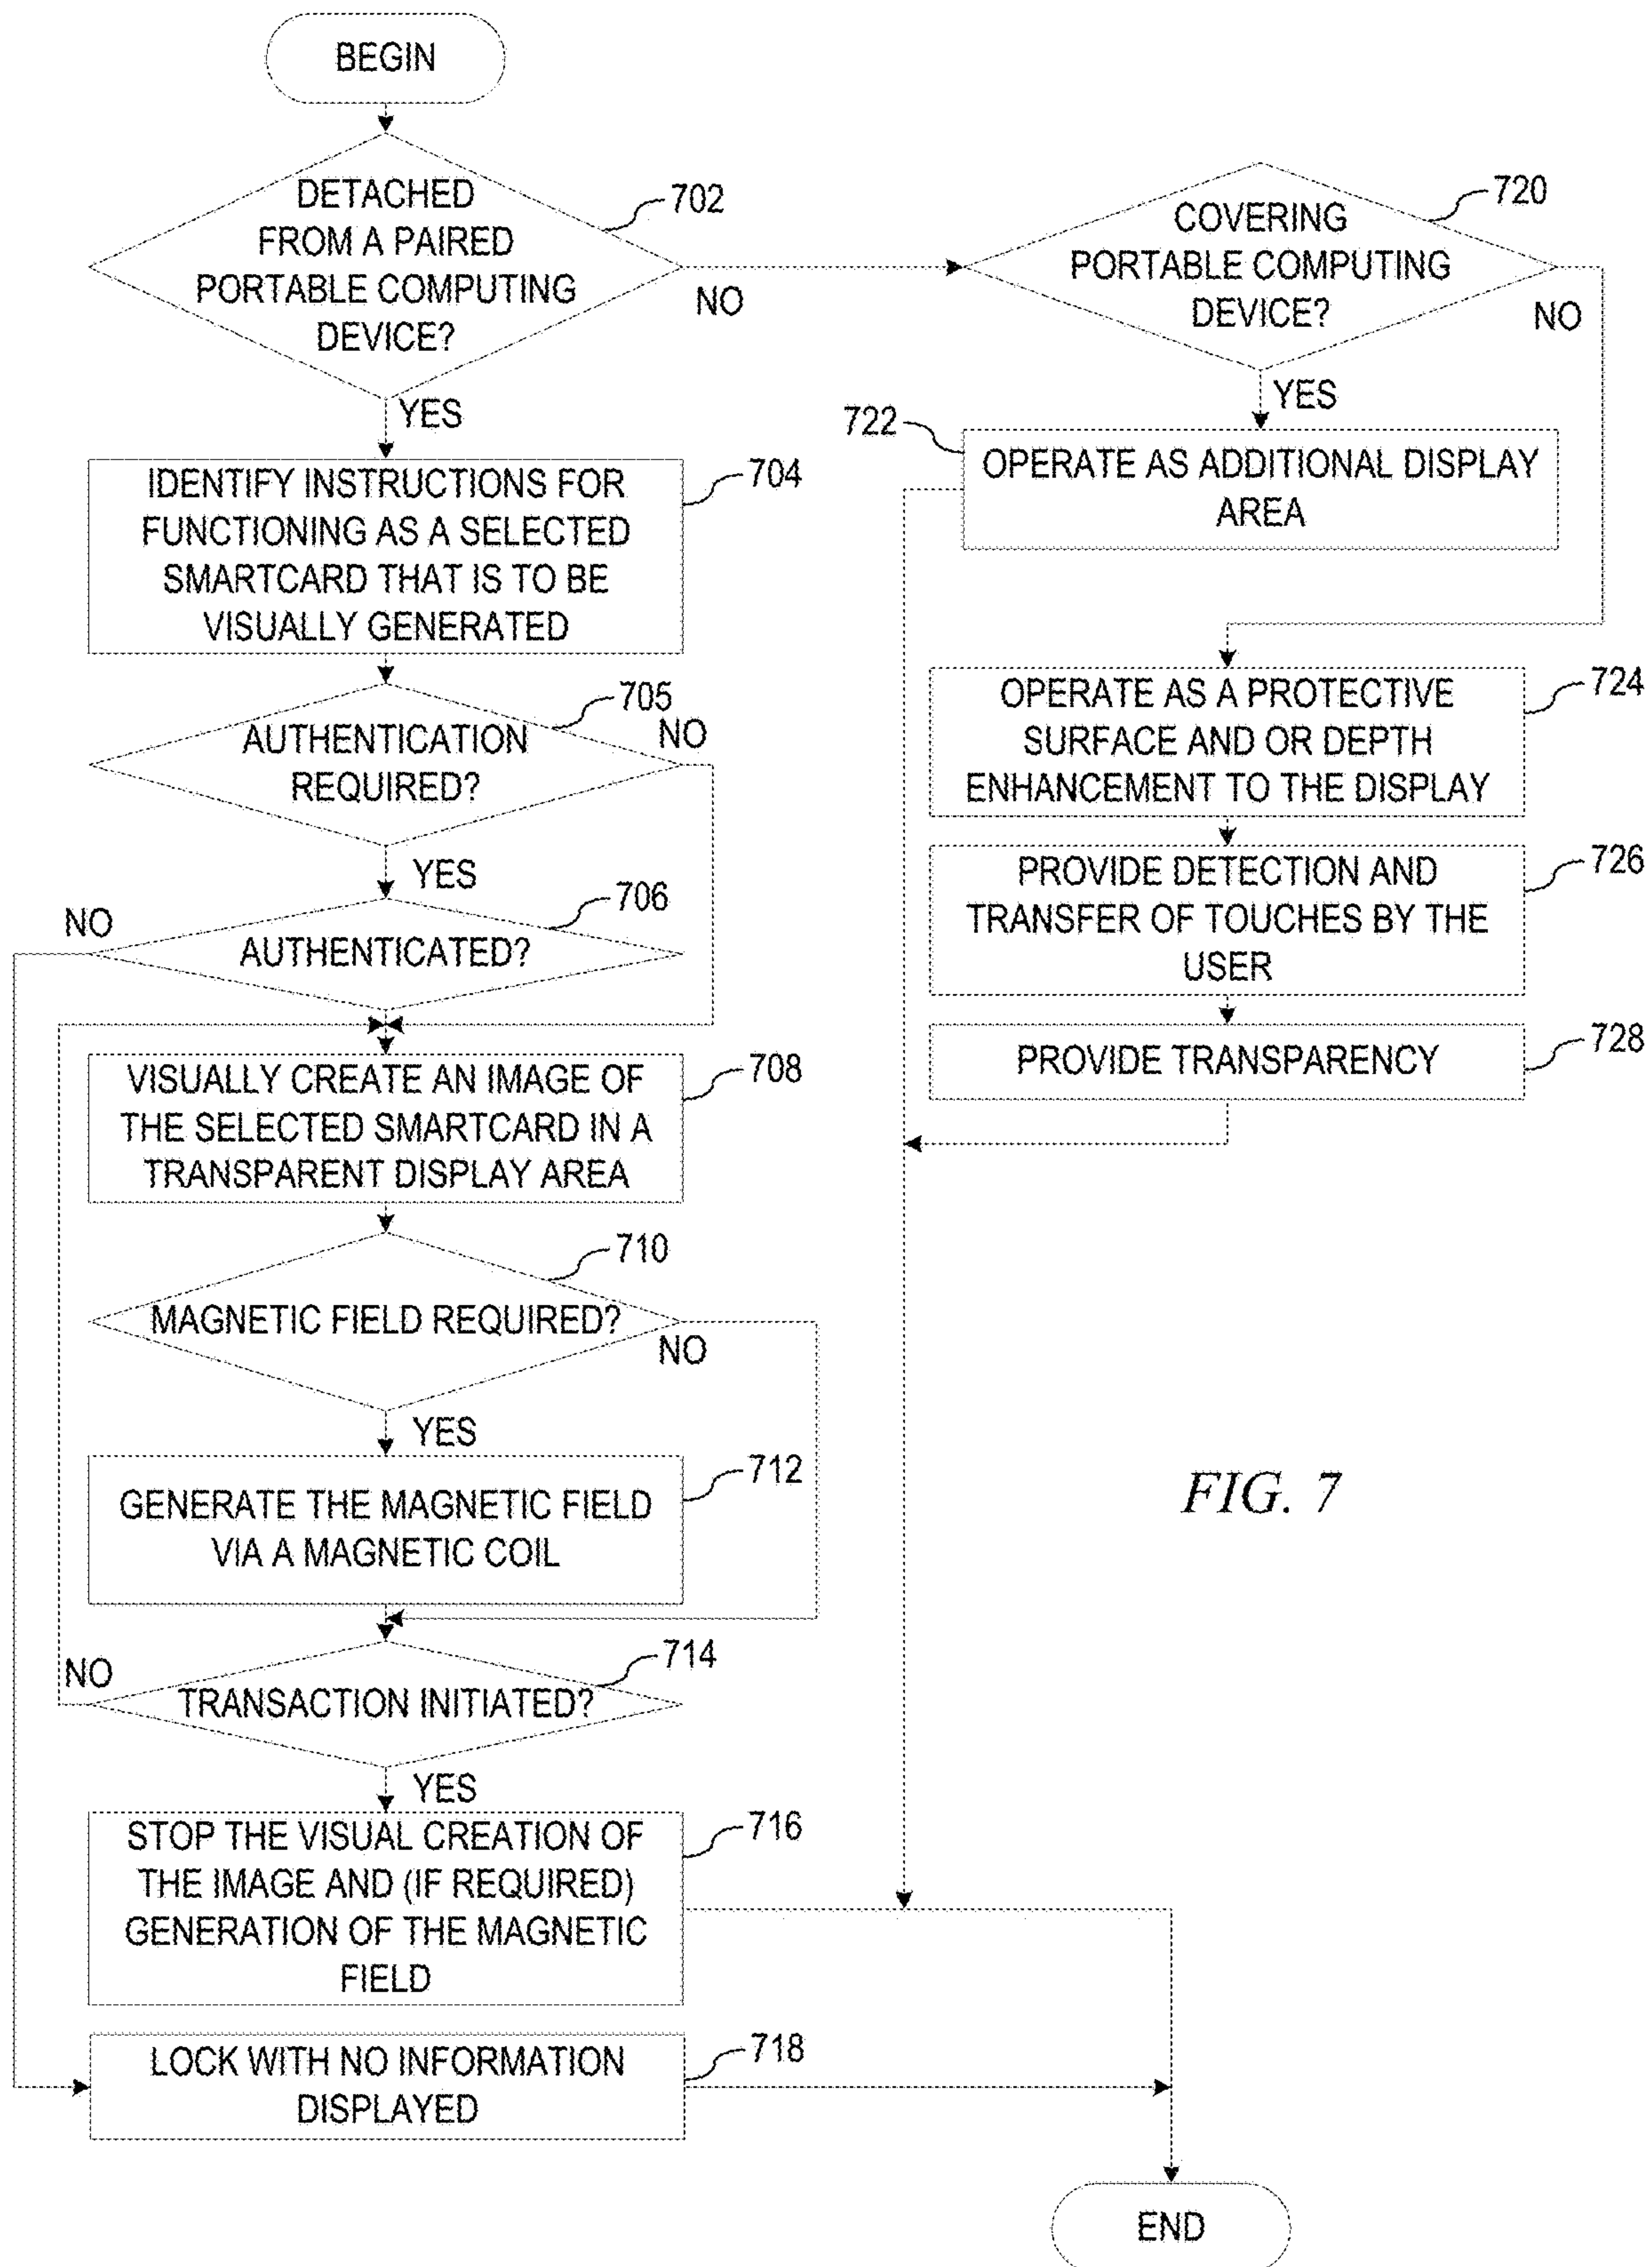 BEGIN
DETACHED
FROM A PAIRED
PORTABLE COMPUTING
DEVICE?
702
NO
YES
IDENTIFY INSTRUCTIONS FOR
FUNCTIONING AS A SELECTED
SMARTCARD THAT IS TO BE
VISUALLY GENERATED
704
AUTHENTICATION
REQUIRED?
705
NO
YES
AUTHENTICATED?
706
NO
VISUALLY CREATE AN IMAGE OF
THE SELECTED SMARTCARD IN A
TRANSPARENT DISPLAY AREA
708
MAGNETIC FIELD REQUIRED?
710
NO
YES
GENERATE THE MAGNETIC FIELD
VIA A MAGNETIC COIL
712
TRANSACTION INITIATED?
714
NO
YES
STOP THE VISUAL CREATION OF
THE IMAGE AND (IF REQUIRED)
GENERATION OF THE MAGNETIC
FIELD
716
LOCK WITH NO INFORMATION
DISPLAYED
718
COVERING
PORTABLE COMPUTING
DEVICE?
720
NO
YES
722
OPERATE AS ADDITIONAL DISPLAY
AREA
OPERATE AS A PROTECTIVE
SURFACE AND OR DEPTH
ENHANCEMENT TO THE DISPLAY
724
PROVIDE DETECTION AND
TRANSFER OF TOUCHES BY THE
USER
726
PROVIDE TRANSPARENCY
728
FIG. 7
END